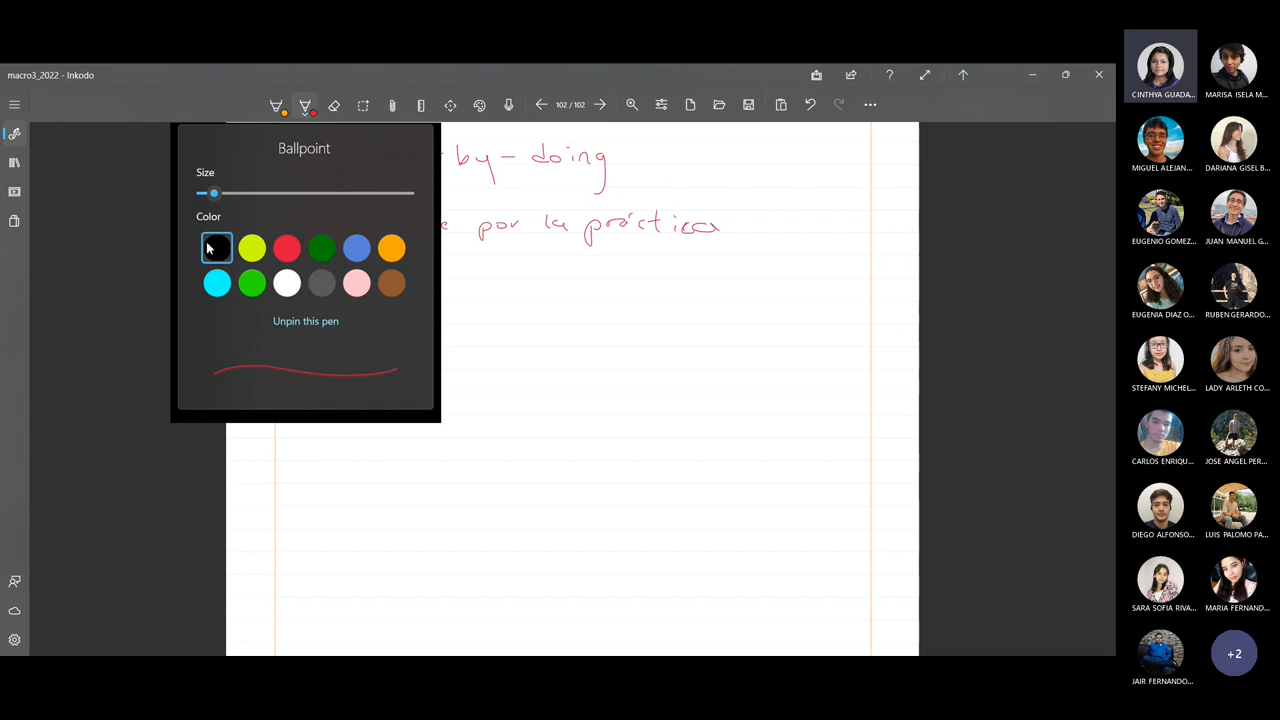 macro3_2022 - Inkodo
102 / 102
Ballpoint
Size
Color
Unpin this pen
- by - doing
e por la práctica
CINTHYA GUADA...
MARISA ISELA M...
MIGUEL ALEJAN...
DARIANA GISEL B...
EUGENIO GOMEZ...
JUAN MANUEL G...
EUGENIA DIAZ O...
RUBEN GERARDO...
STEFANY MICHEL...
LADY ARLETH CO...
CARLOS ENRIQU...
JOSE ANGEL PER...
DIEGO ALFONSO...
LUIS PALOMO PA...
SARA SOFIA RIVA...
MARIA FERNAND...
JAIR FERNANDO...
+2